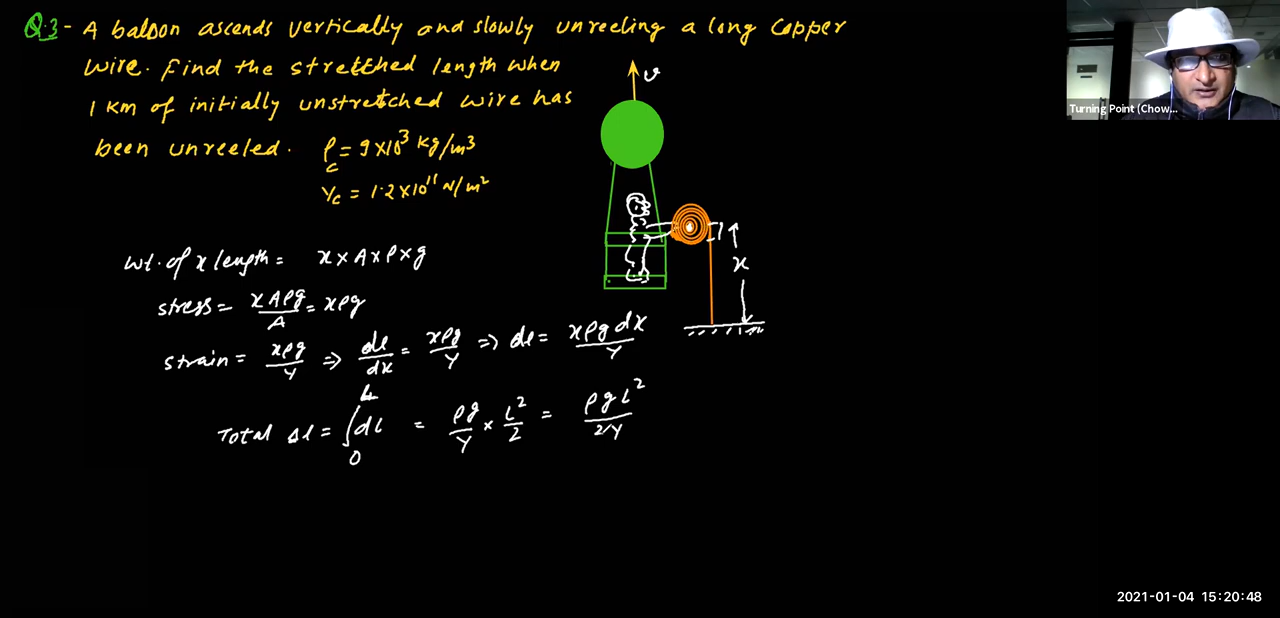 Q.3- A baloon ascends vertically and slowly unreeling a long copper
wire. Find the stretched length when
1 KM of initially unstretched wire has
been unreeled. ρc = 9×10³ kg/m³
Yc = 1.2×10¹¹ N/m²
v
x
wt. of x length = x × A × ρ × g
stress = xAρg/A = xρg
strain = xρg/Y ⇒ dl/dx = xρg/Y ⇒ dl = xρg dx/Y
Total Δl = ∫₀ᴸ dl = ρg/Y × L²/2 = ρgL²/2Y
Turning Point (Chow...
2021-01-04 15:20:48